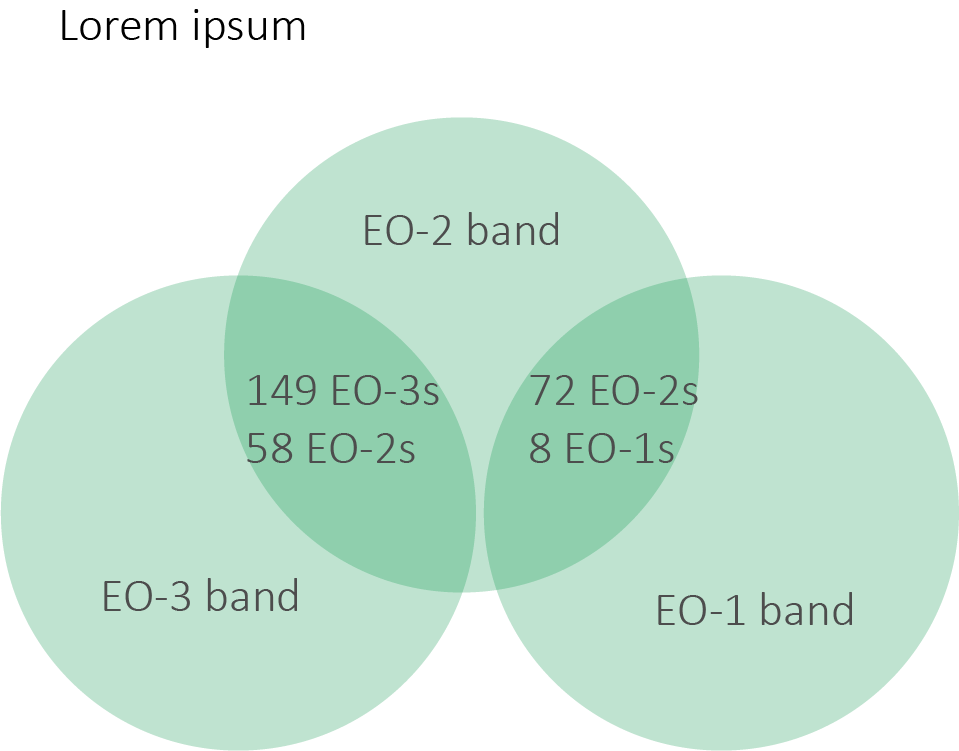 Lorem ipsum
EO-2 band
149 EO-3s
58 EO-2s
72 EO-2s
8 EO-1s
EO-3 band
EO-1 band